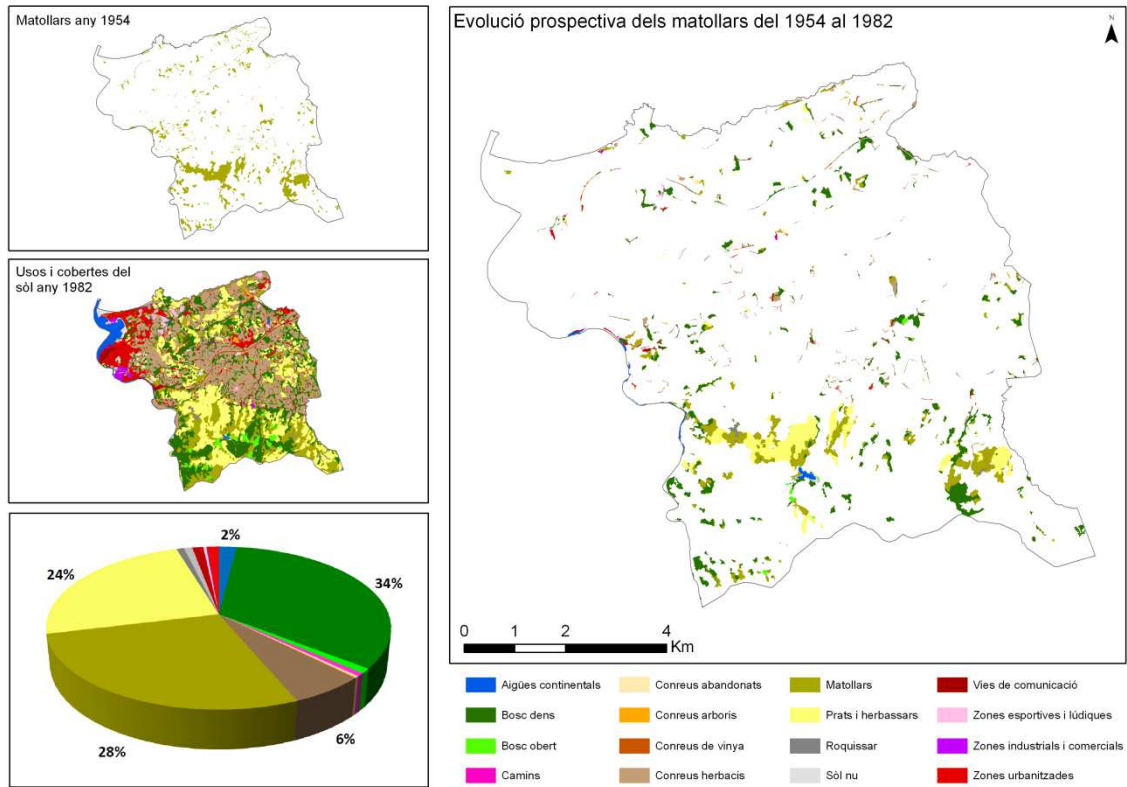 Matollars any 1954
Usos i cobertes del
sòl any 1982
2%
34%
24%
28%
6%
Evolució prospectiva dels matollars del 1954 al 1982
N
0 1 2 4
Km
Aigües continentals
Bosc dens
Bosc obert
Camins
Conreus abandonats
Conreus arboris
Conreus de vinya
Conreus herbacis
Matollars
Prats i herbassars
Roquissar
Sòl nu
Vies de comunicació
Zones esportives i lúdiques
Zones industrials i comercials
Zones urbanitzades